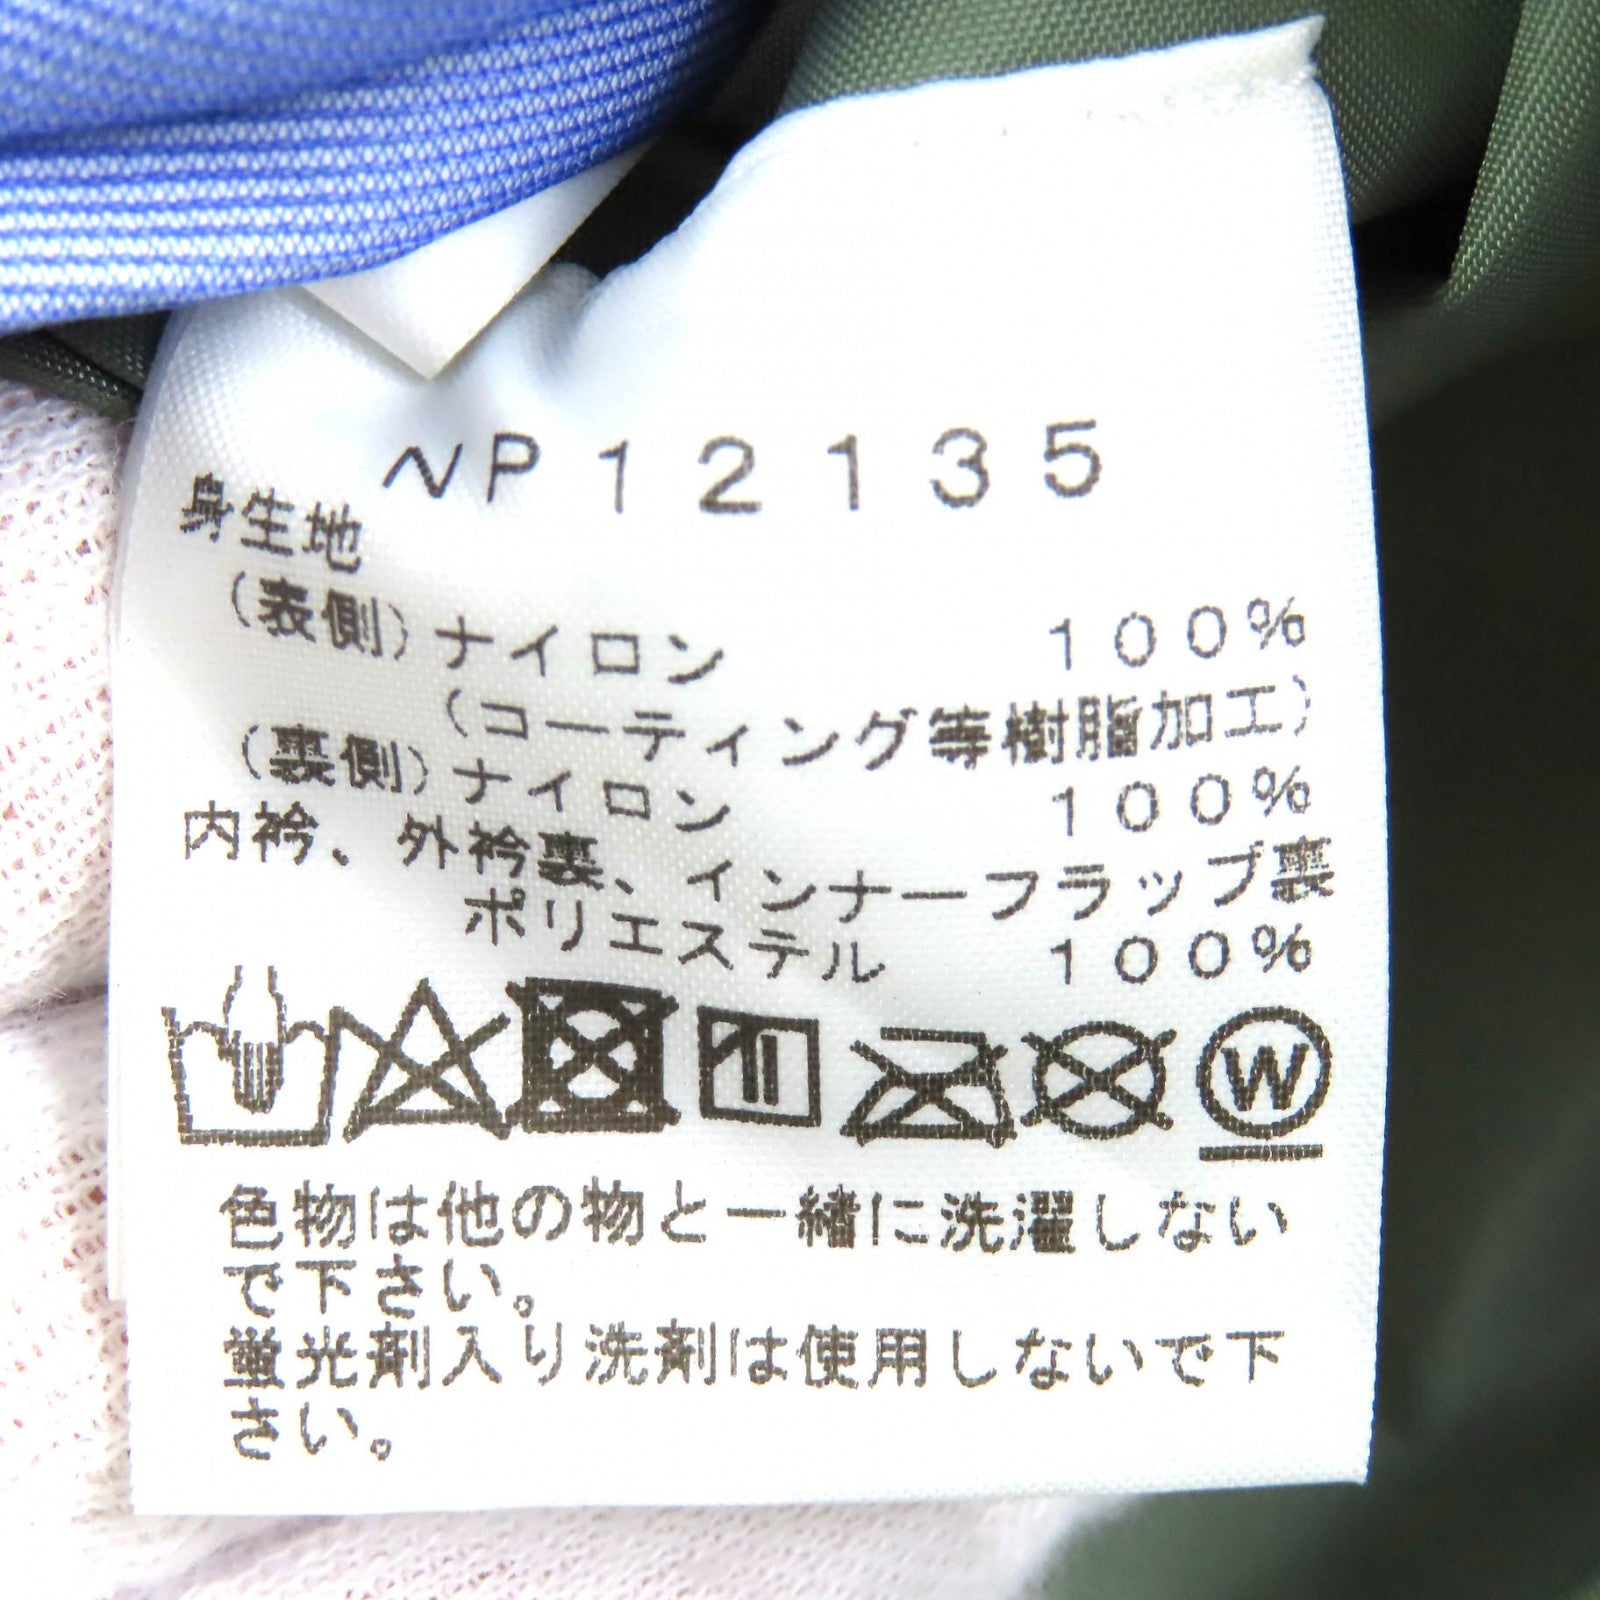 NP12135
身生地
(表側)ナイロン 100%
(コーティング等樹脂加工)
(裏側)ナイロン 100%
内衿、外衿裏、インナーフラップ裏
ポリエステル 100%
W
色物は他の物と一緒に洗濯しない
で下さい。
蛍光剤入り洗剤は使用しないで下
さい。